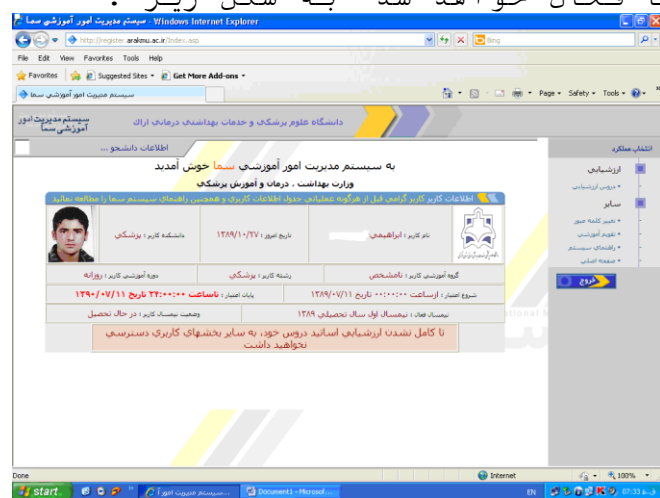 فعال خواهد شد به شکل زیر :
سیستم مدیریت امور آموزشی سما - Windows Internet Explorer
http://register.arakmu.ac.ir/Index.asp
Bing
File Edit View Favorites Tools Help
Favorites Suggested Sites Get More Add-ons
سیستم مدیریت امور آموزشی سما
Page Safety Tools
سیستم مدیریت امور آموزشی سما
دانشگاه علوم پزشکی و خدمات بهداشتی درمانی اراک
انتخاب عملکرد
اطلاعات دانشجو ...
به سیستم مدیریت امور آموزشی سما خوش آمدید
وزارت بهداشت ، درمان و آموزش پزشکی
اطلاعات کاربر کاربر گرامی قبل از هرگونه عملیاتی جدول اطلاعات کاربری و همچنین راهنمای سیستم سما را مطالعه نمائید
نام کاربر : ابراهیمی
تاریخ امروز : ۱۳۸۹/۱۰/۲۷
دانشکده کاربر : پزشکی
گروه آموزشی کاربر : نامشخص
رشته کاربر : پزشکی
دوره آموزشی کاربر : روزانه
شروع اعتبار : ازساعت ۰۰:۰۰:۰۰ تاریخ ۱۳۸۹/۰۷/۱۱
پایان اعتبار : تاساعت ۲۴:۰۰:۰۰ تاریخ ۱۳۹۰/۰۷/۱۱
نیمسال فعال : نیمسال اول سال تحصیلی ۱۳۸۹
وضعیت نیمسال کاربر : در حال تحصیل
تا کامل نشدن ارزشیابی اساتید دروس خود، به سایر بخشهای کاربری دسترسی
نخواهید داشت
ارزشیابی
دروس ارزشیابی
سایر
تغییر کلمه عبور
تقویم آموزشی
راهنمای سیستم
صفحه اصلی
خروج
Done
Internet
100%
start
سیستم مدیریت امور آ...
Document1 - Microsof...
EN
07:33 ب.ظ